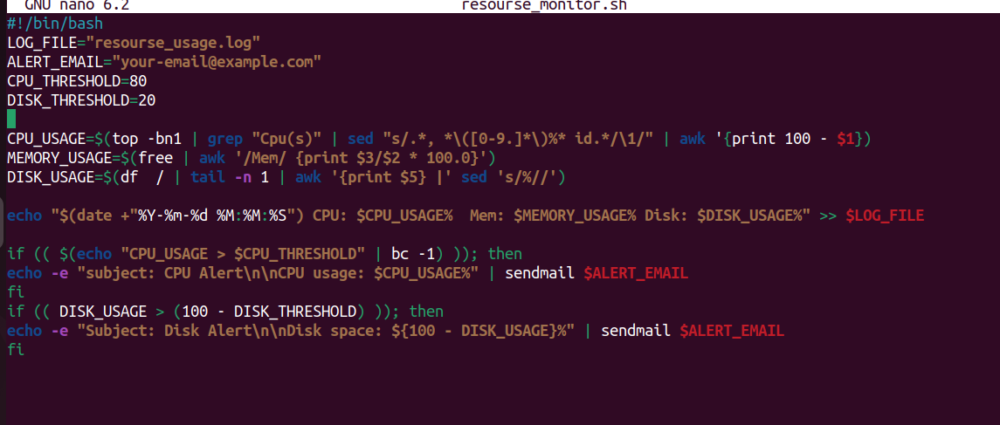 GNU nano 6.2 resourse_monitor.sh
#!/bin/bash
LOG_FILE="resourse_usage.log"
ALERT_EMAIL="your-email@example.com"
CPU_THRESHOLD=80
DISK_THRESHOLD=20
CPU_USAGE=$(top -bn1 | grep "Cpu(s)" | sed "s/.*, *\([0-9.]*\)%* id.*/\1/" | awk '{print 100 - $1})
MEMORY_USAGE=$(free | awk '/Mem/ {print $3/$2 * 100.0}')
DISK_USAGE=$(df  / | tail -n 1 | awk '{print $5} |' sed 's/%//')
echo "$(date +"%Y-%m-%d %M:%M:%S") CPU: $CPU_USAGE%  Mem: $MEMORY_USAGE% Disk: $DISK_USAGE%" >> $LOG_FILE
if (( $(echo "CPU_USAGE > $CPU_THRESHOLD" | bc -1) )); then
echo -e "subject: CPU Alert\n\nCPU usage: $CPU_USAGE%" | sendmail $ALERT_EMAIL
fi
if (( DISK_USAGE > (100 - DISK_THRESHOLD) )); then
echo -e "Subject: Disk Alert\n\nDisk space: ${100 - DISK_USAGE}%" | sendmail $ALERT_EMAIL
fi